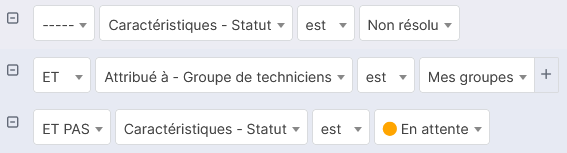 ----- Caractéristiques - Statut est Non résolu
ET Attribué à - Groupe de techniciens est Mes groupes +
ET PAS Caractéristiques - Statut est En attente